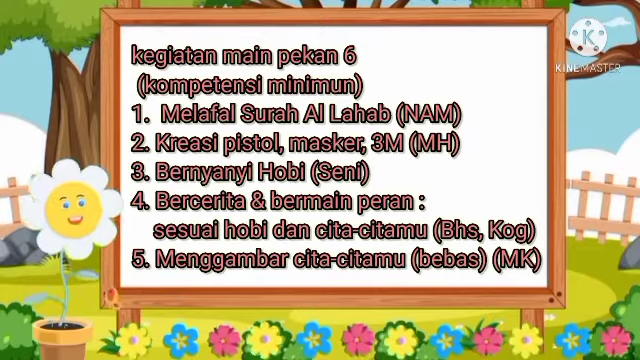 kegiatan main pekan 6
(kompetensi minimun)
1. Melafal Surah Al Lahab (NAM)
2. Kreasi pistol, masker, 3M (MH)
3. Bernyanyi Hobi (Seni)
4. Bercerita & bermain peran :
sesuai hobi dan cita-citamu (Bhs, Kog)
5. Menggambar cita-citamu (bebas) (MK)
K
KINEMASTER